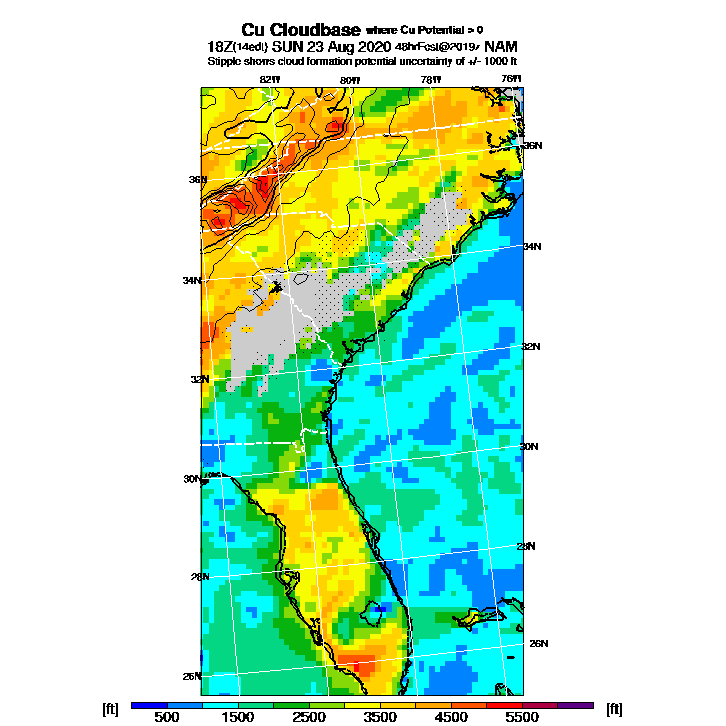 Cu Cloudbase where Cu Potential > 0
18Z(14edt) SUN 23 Aug 2020 48hrFcst@2019z NAM
Stipple shows cloud formation potential uncertainty of +/- 1000 ft
82W 80W 78W 76W
36N
36N
34N
34N
32N
32N
30N
30N
28N
28N
26N
26N
[ft] 500 1500 2500 3500 4500 5500 [ft]